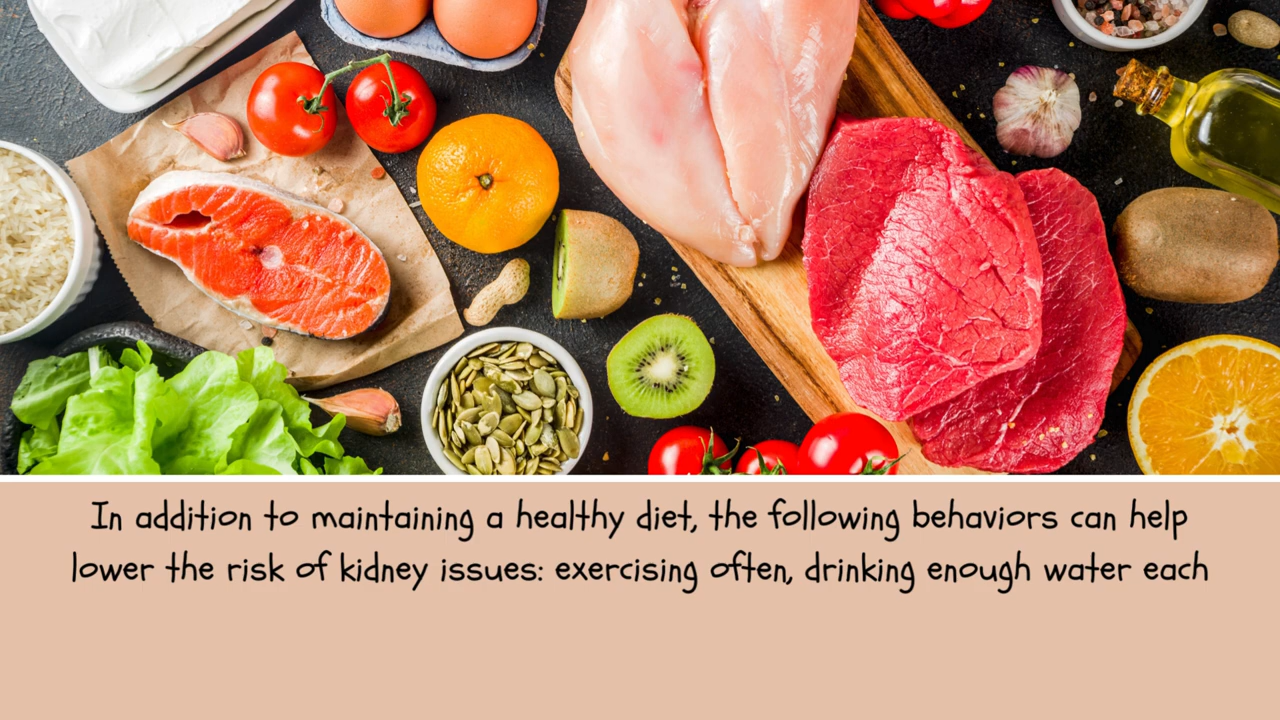 In addition to maintaining a healthy diet, the following behaviors can help
lower the risk of kidney issues: exercising often, drinking enough water each